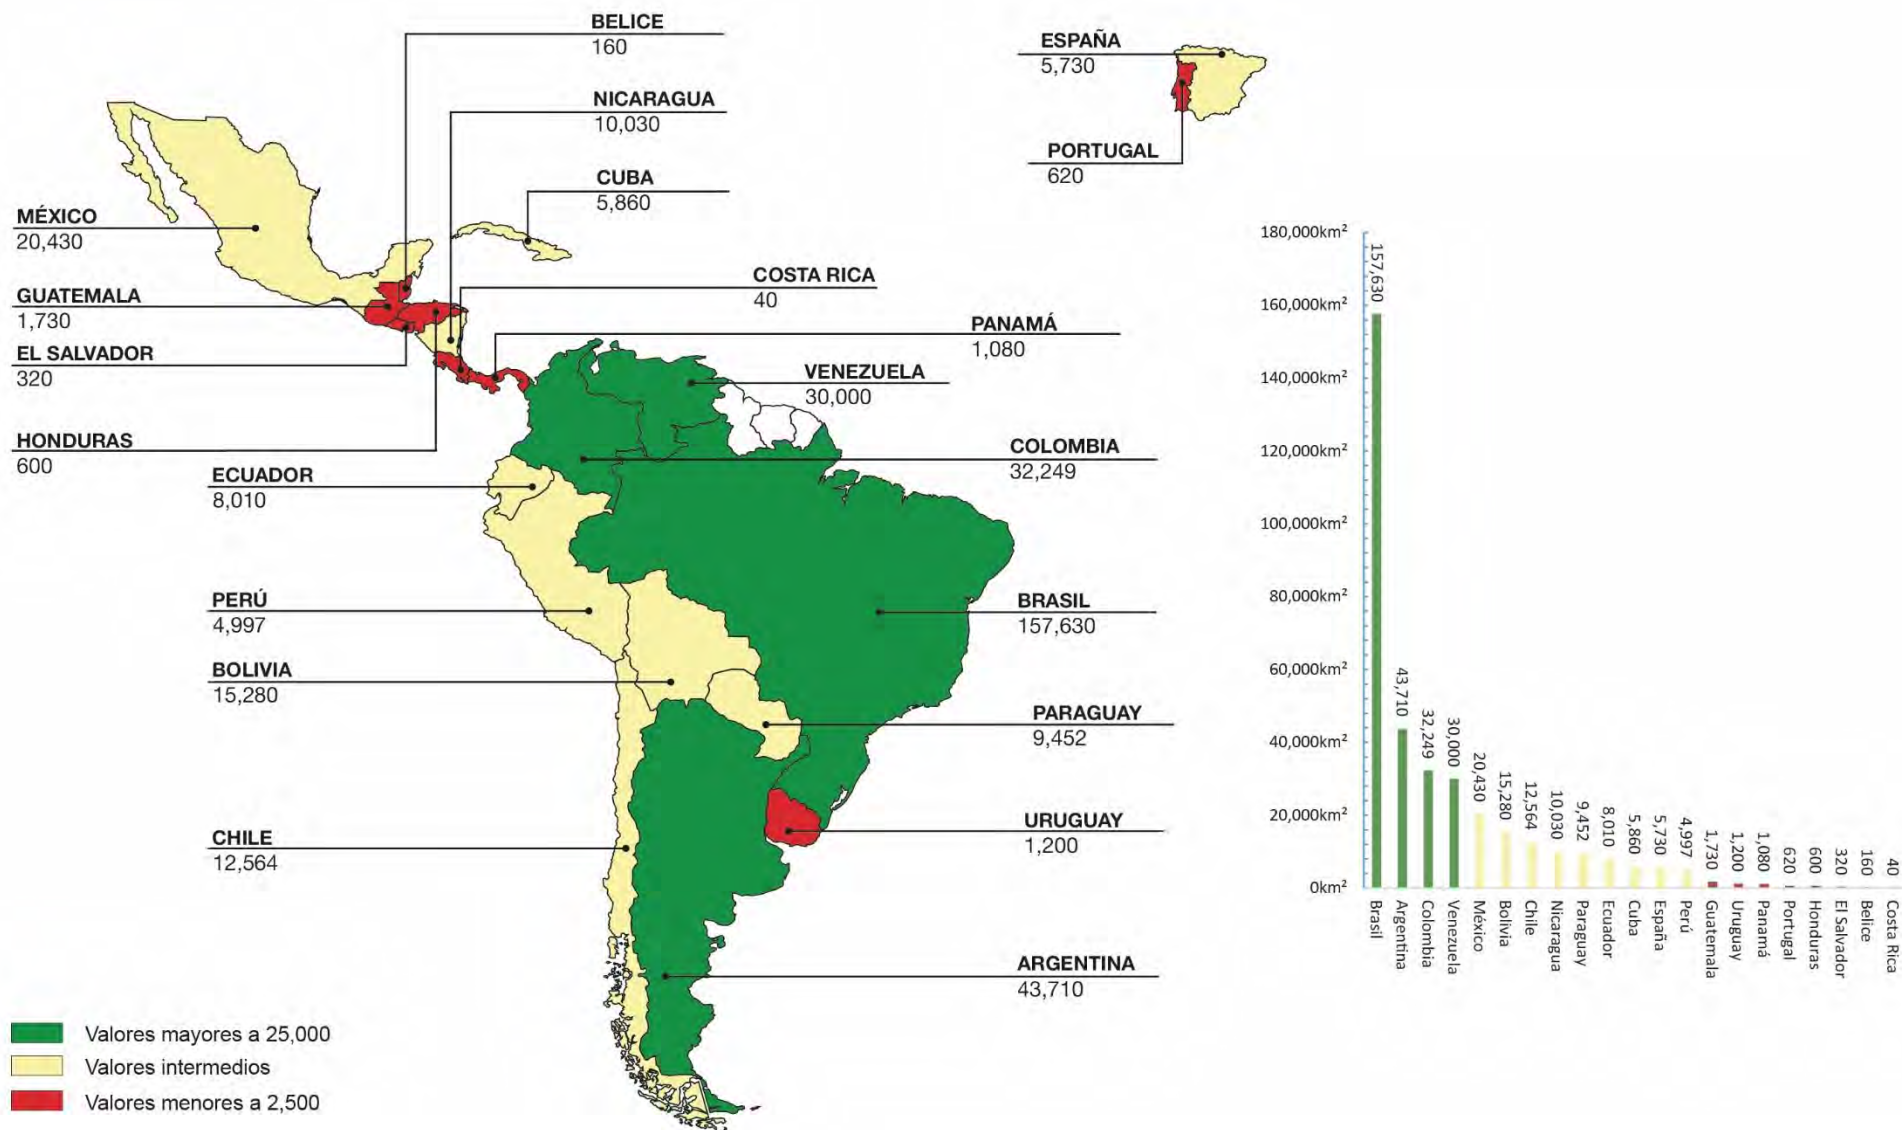 BELICE
160
NICARAGUA
10,030
CUBA
5,860
MÉXICO
20,430
GUATEMALA
1,730
EL SALVADOR
320
HONDURAS
600
COSTA RICA
40
PANAMÁ
1,080
VENEZUELA
30,000
COLOMBIA
32,249
ECUADOR
8,010
PERÚ
4,997
BRASIL
157,630
BOLIVIA
15,280
PARAGUAY
9,452
CHILE
12,564
URUGUAY
1,200
ARGENTINA
43,710
ESPAÑA
5,730
PORTUGAL
620
Valores mayores a 25,000
Valores intermedios
Valores menores a 2,500
180,000km²
160,000km²
140,000km²
120,000km²
100,000km²
80,000km²
60,000km²
40,000km²
20,000km²
0km²
157,630
43,710
32,249
30,000
20,430
15,280
12,564
10,030
9,452
8,010
5,860
5,730
4,997
1,730
1,200
1,080
620
600
320
160
40
Brasil
Argentina
Colombia
Venezuela
México
Bolivia
Chile
Nicaragua
Paraguay
Ecuador
Cuba
España
Perú
Guatemala
Uruguay
Panamá
Portugal
Honduras
El Salvador
Belice
Costa Rica